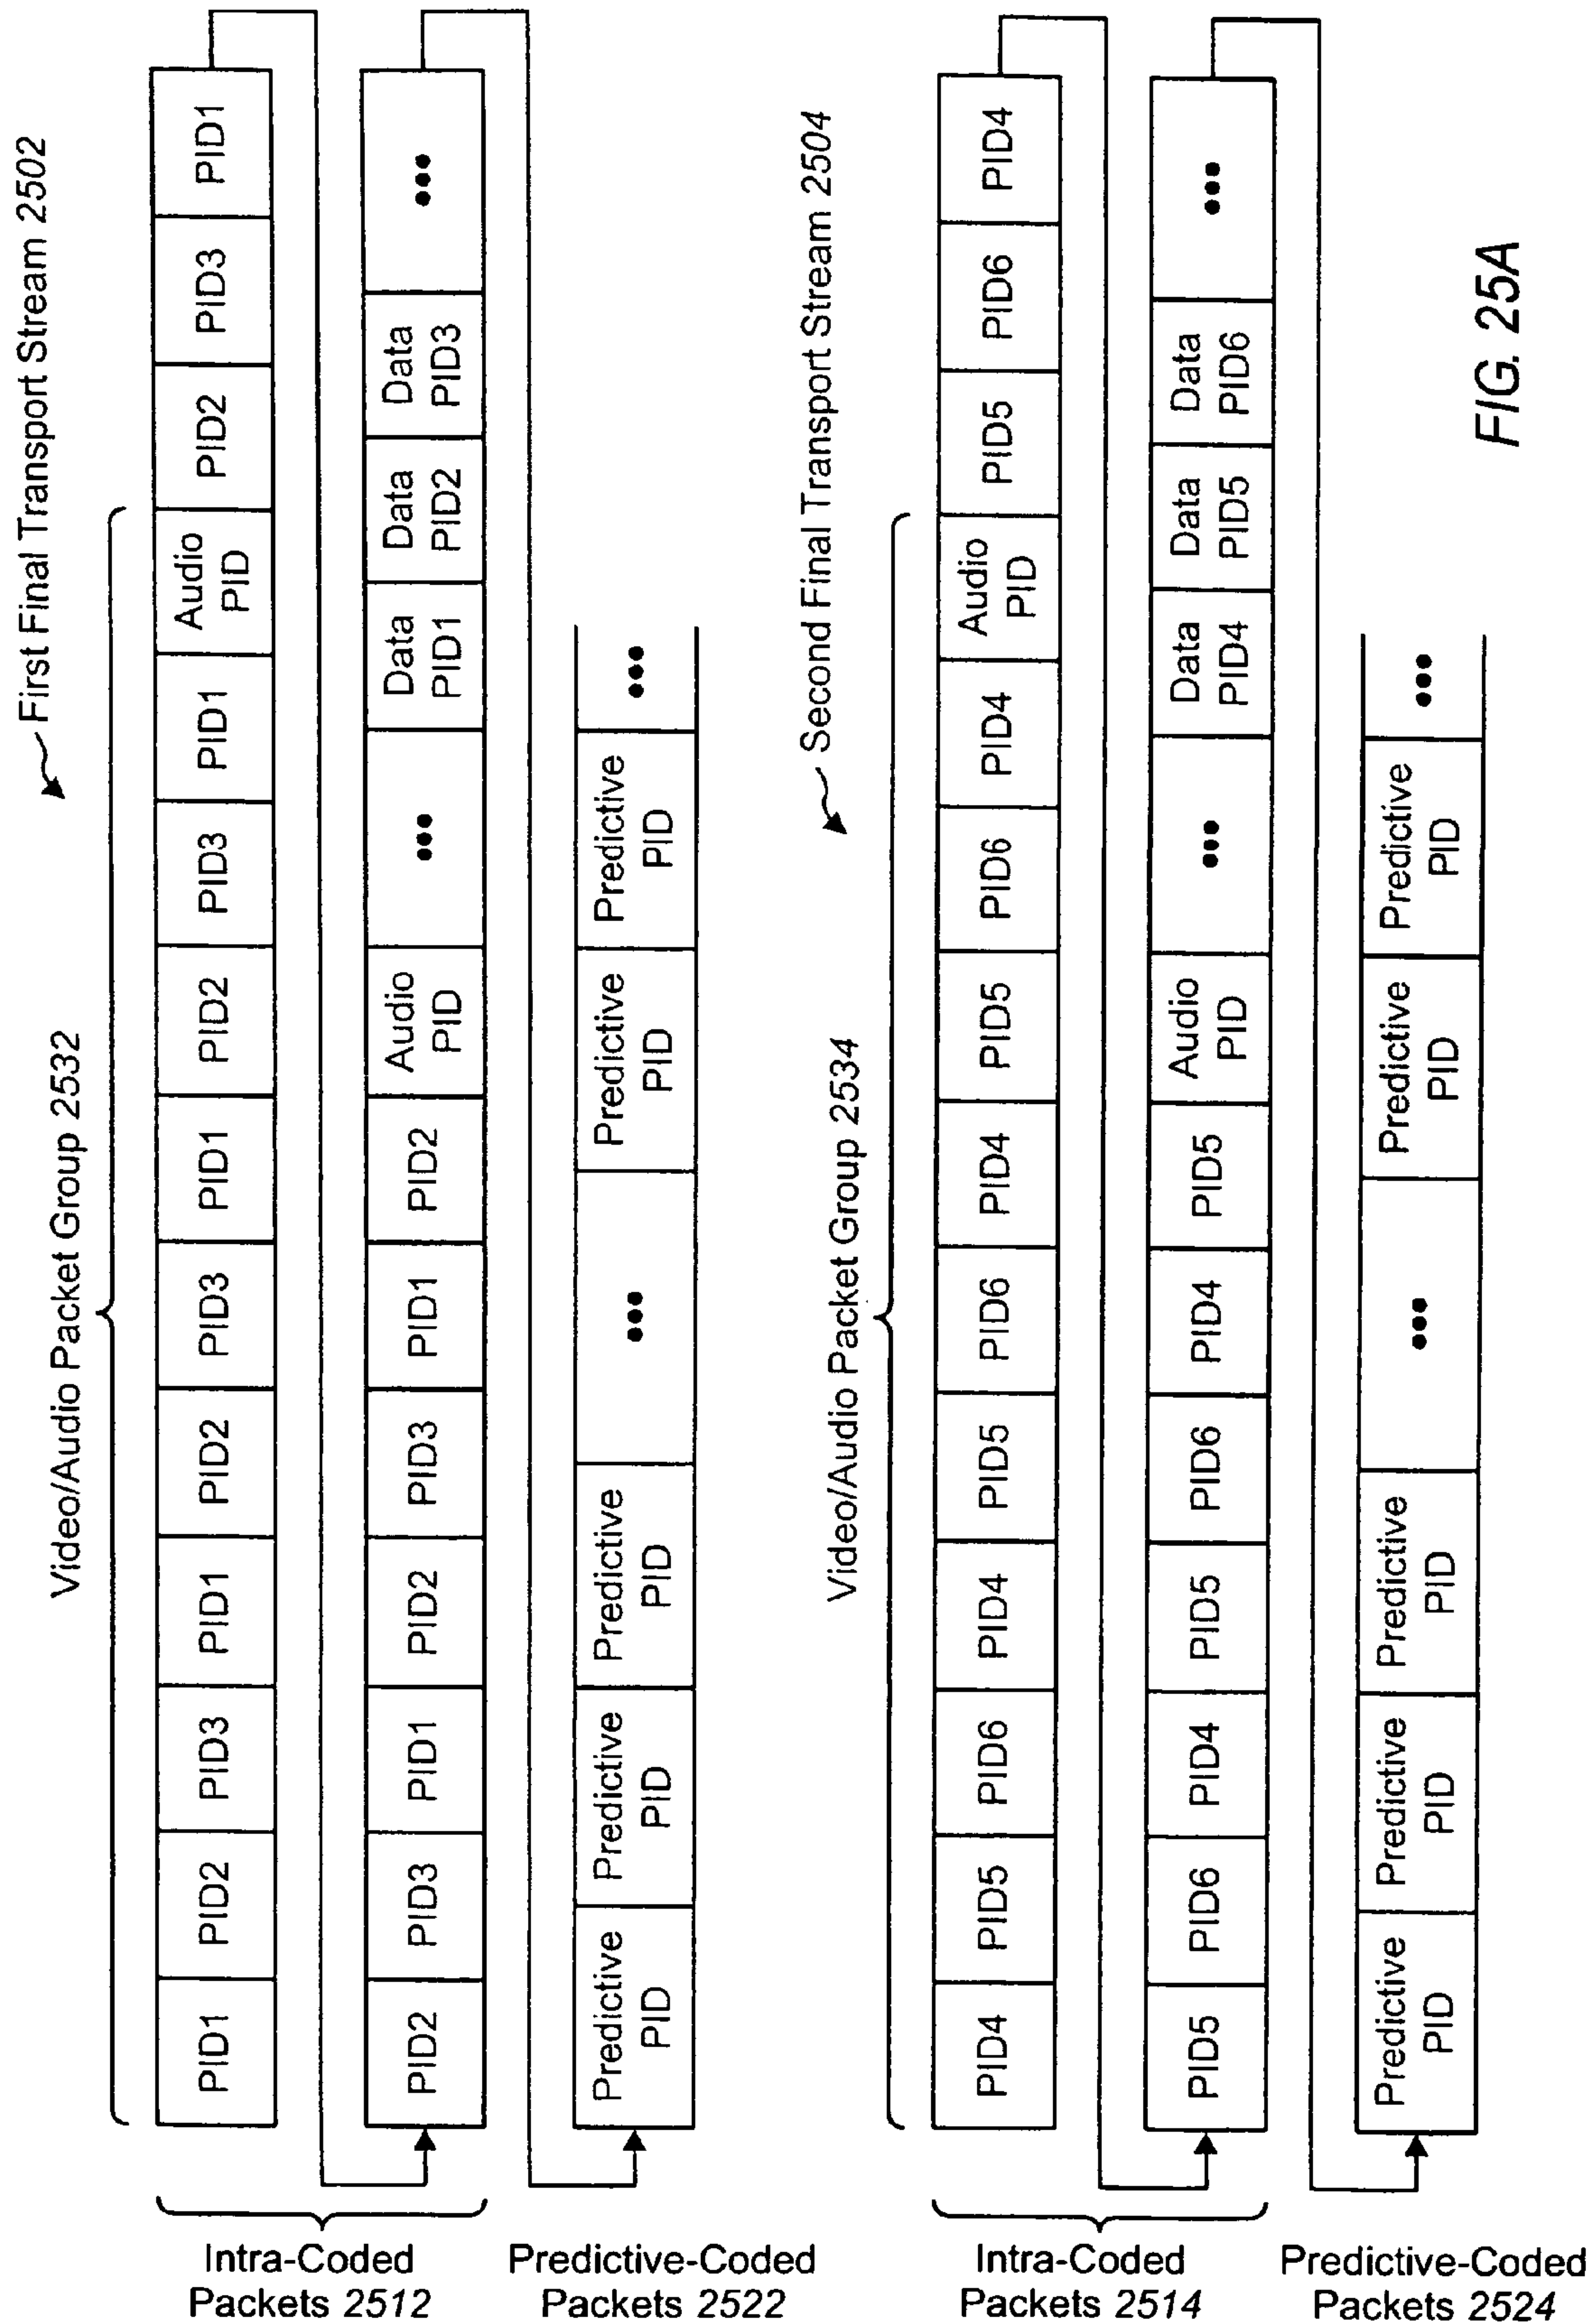 First Final Transport Stream 2502
Video/Audio Packet Group 2532
Intra-Coded
Packets 2512
PID1
PID2
PID3
PID1
PID2
PID3
PID1
PID2
PID3
PID1
Audio
PID
PID2
PID3
PID1
PID2
PID3
PID1
PID2
PID3
PID1
PID2
Audio
PID
•••
Data
PID1
Data
PID2
Data
PID3
•••
Predictive-Coded
Packets 2522
Predictive
PID
Predictive
PID
Predictive
PID
•••
Predictive
PID
Predictive
PID
•••
Second Final Transport Stream 2504
Video/Audio Packet Group 2534
Intra-Coded
Packets 2514
PID4
PID5
PID6
PID4
PID5
PID6
PID4
PID5
PID6
PID4
Audio
PID
PID5
PID6
PID4
PID5
PID6
PID4
PID5
PID6
PID4
PID5
Audio
PID
•••
Data
PID4
Data
PID5
Data
PID6
•••
Predictive-Coded
Packets 2524
Predictive
PID
Predictive
PID
Predictive
PID
•••
Predictive
PID
Predictive
PID
•••
FIG. 25A